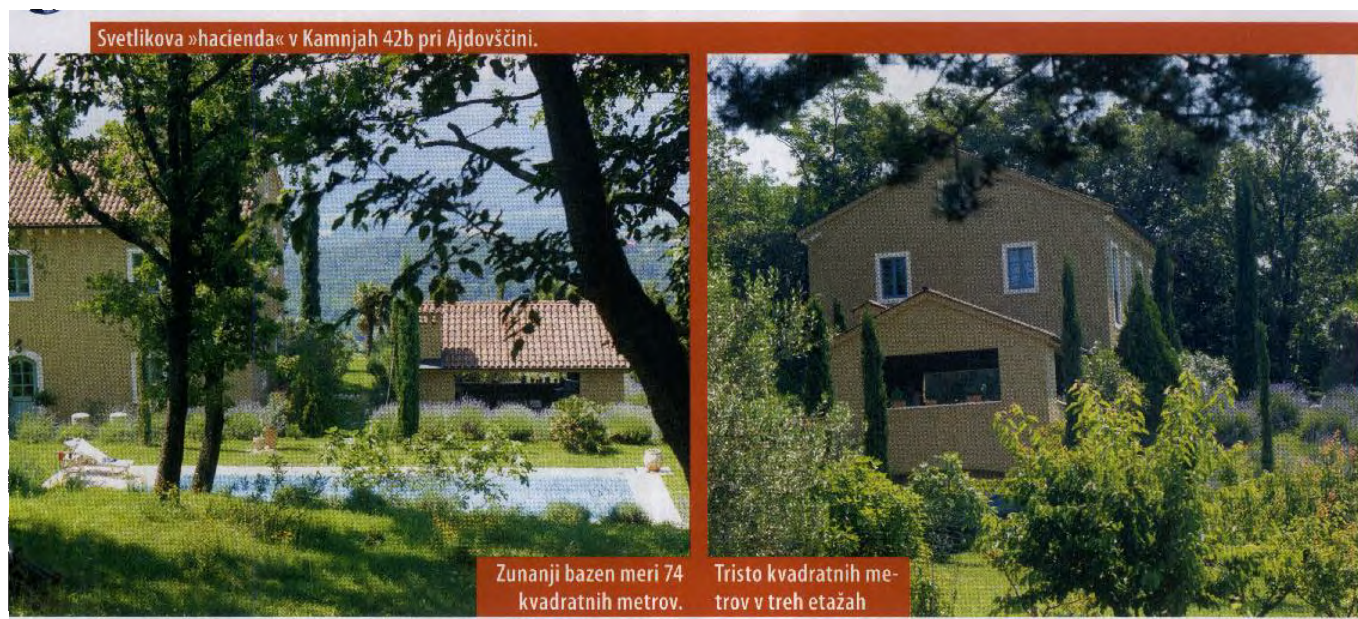 Svetlikova »hacienda« v Kamnjah 42b pri Ajdovščini.
Zunanji bazen meri 74
kvadratnih metrov.
Tristo kvadratnih me-
trov v treh etažah